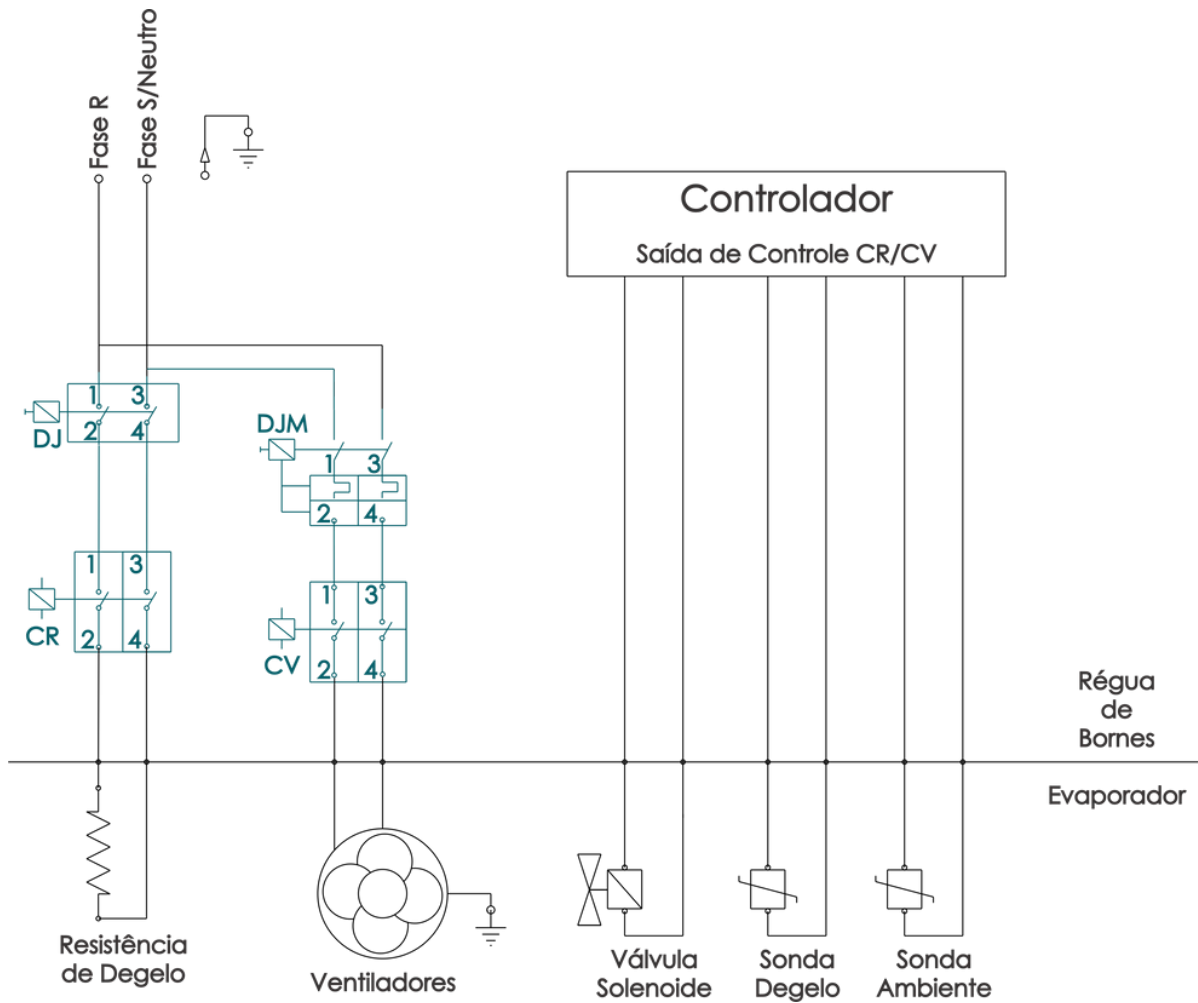 Fase R
Fase S/Neutro
Controlador
Saída de Controle CR/CV
1 3
DJ 2 4
DJM
1 3
2 4
1 3
CR 2 4
1 3
CV 2 4
Régua
de
Bornes
Evaporador
Resistência
de Degelo
Ventiladores
Válvula
Solenoide
Sonda
Degelo
Sonda
Ambiente